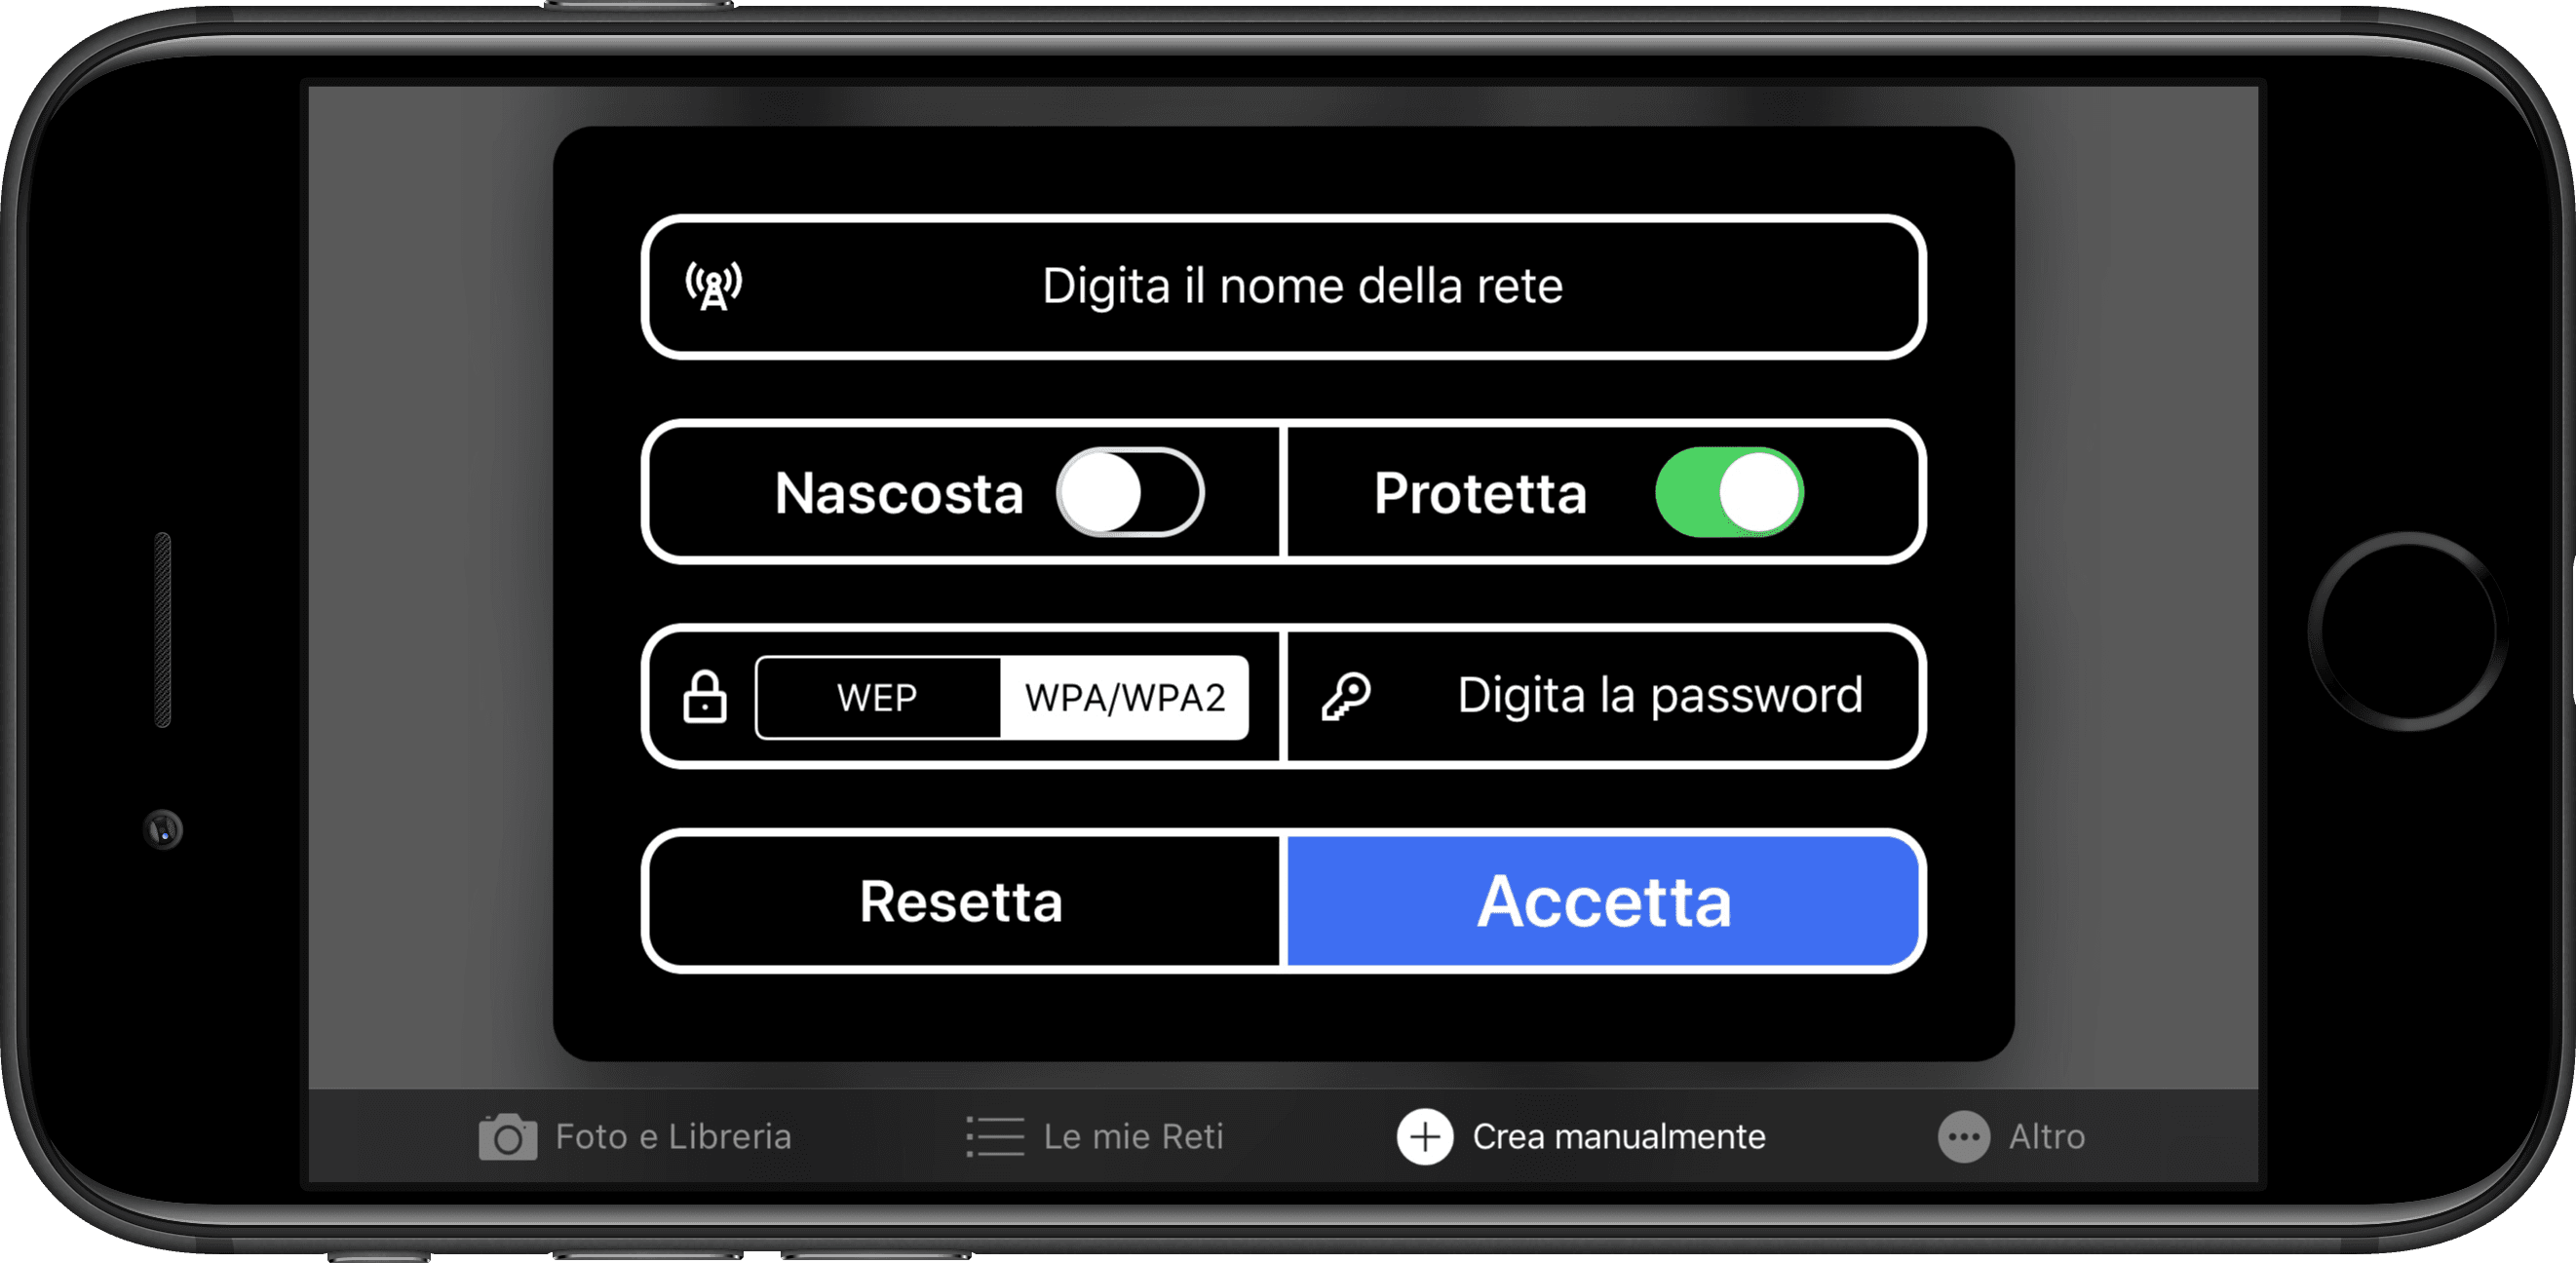 Digita il nome della rete
Nascosta Protetta
WEP WPA/WPA2 Digita la password
Resetta Accetta
Foto e Libreria Le mie Reti Crea manualmente Altro